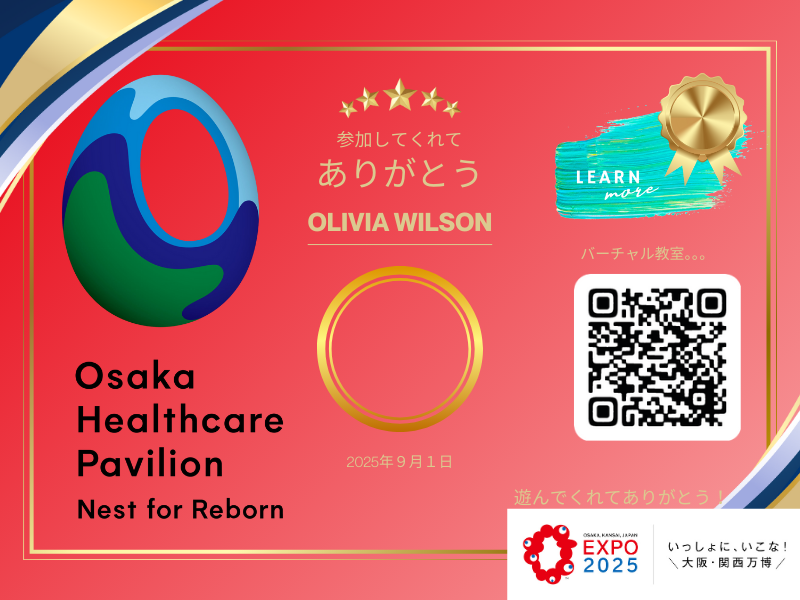 参加してくれて
ありがとう
OLIVIA WILSON
2025年９月１日
Osaka
Healthcare
Pavilion
Nest for Reborn
LEARN
more
バーチャル教室。。。
遊んでくれてありがとう！
OSAKA, KANSAI, JAPAN
EXPO
2025
いっしょに、いこな！
＼大阪・関西万博／